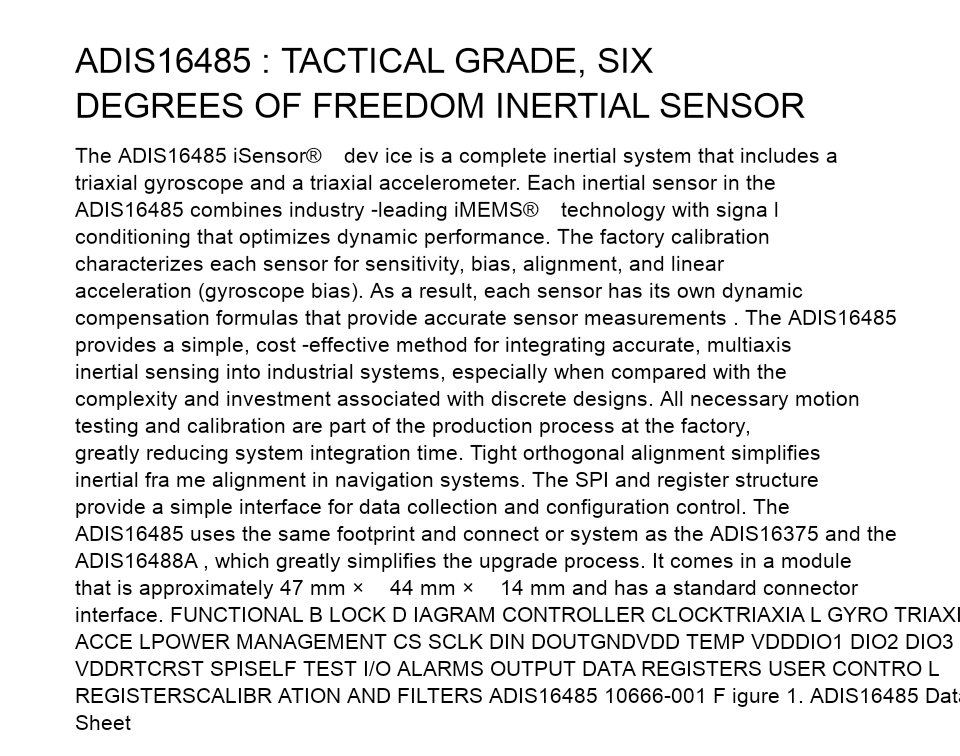 ADIS16485 : TACTICAL GRADE, SIX
DEGREES OF FREEDOM INERTIAL SENSOR
The ADIS16485 iSensor® dev ice is a complete inertial system that includes a
triaxial gyroscope and a triaxial accelerometer. Each inertial sensor in the
ADIS16485 combines industry -leading iMEMS® technology with signa l
conditioning that optimizes dynamic performance. The factory calibration
characterizes each sensor for sensitivity, bias, alignment, and linear
acceleration (gyroscope bias). As a result, each sensor has its own dynamic
compensation formulas that provide accurate sensor measurements . The ADIS16485
provides a simple, cost -effective method for integrating accurate, multiaxis
inertial sensing into industrial systems, especially when compared with the
complexity and investment associated with discrete designs. All necessary motion
testing and calibration are part of the production process at the factory,
greatly reducing system integration time. Tight orthogonal alignment simplifies
inertial fra me alignment in navigation systems. The SPI and register structure
provide a simple interface for data collection and configuration control. The
ADIS16485 uses the same footprint and connect or system as the ADIS16375 and the
ADIS16488A , which greatly simplifies the upgrade process. It comes in a module
that is approximately 47 mm × 44 mm × 14 mm and has a standard connector
interface. FUNCTIONAL B LOCK D IAGRAM CONTROLLER CLOCKTRIAXIA L GYRO TRIAXI
ACCE LPOWER MANAGEMENT CS SCLK DIN DOUTGNDVDD TEMP VDDDIO1 DIO2 DIO3
VDDRTCRST SPISELF TEST I/O ALARMS OUTPUT DATA REGISTERS USER CONTRO L
REGISTERSCALIBR ATION AND FILTERS ADIS16485 10666-001 F igure 1. ADIS16485 Data
Sheet